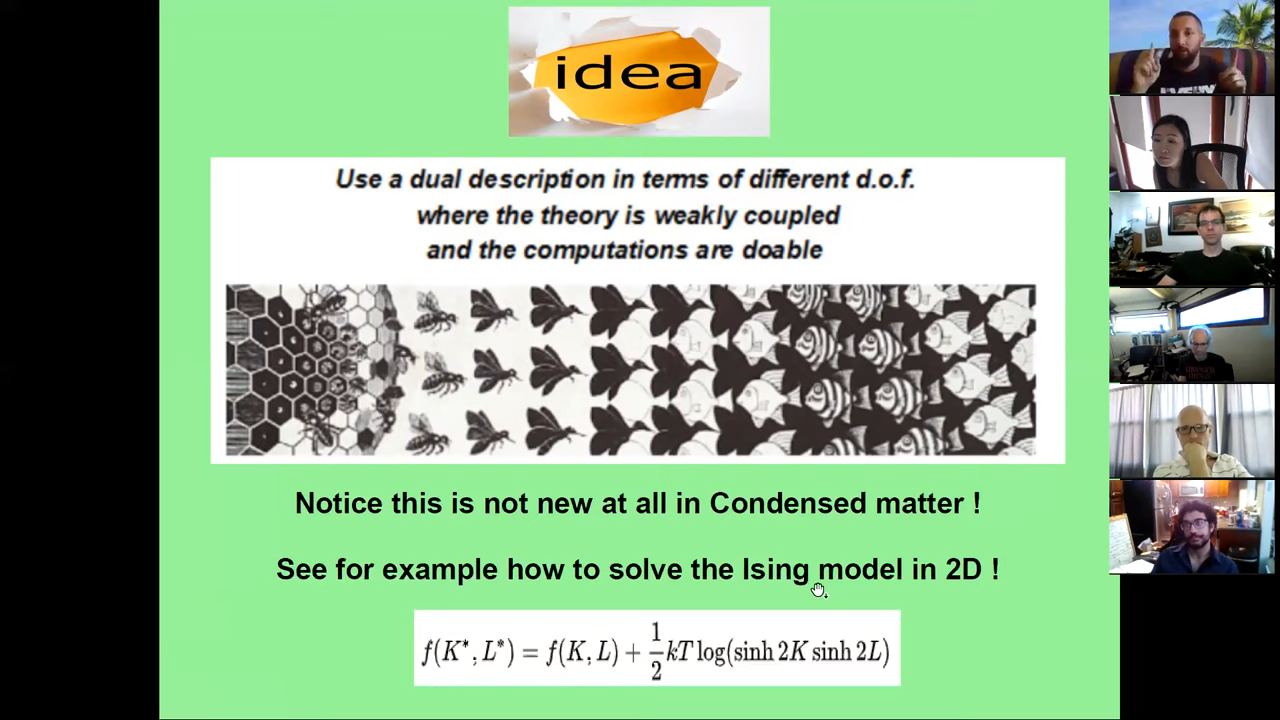 idea
Use a dual description in terms of different d.o.f.
where the theory is weakly coupled
and the computations are doable
Notice this is not new at all in Condensed matter !
See for example how to solve the Ising model in 2D !
f(K*, L*) = f(K, L) + 1/2 kT log(sinh 2K sinh 2L)